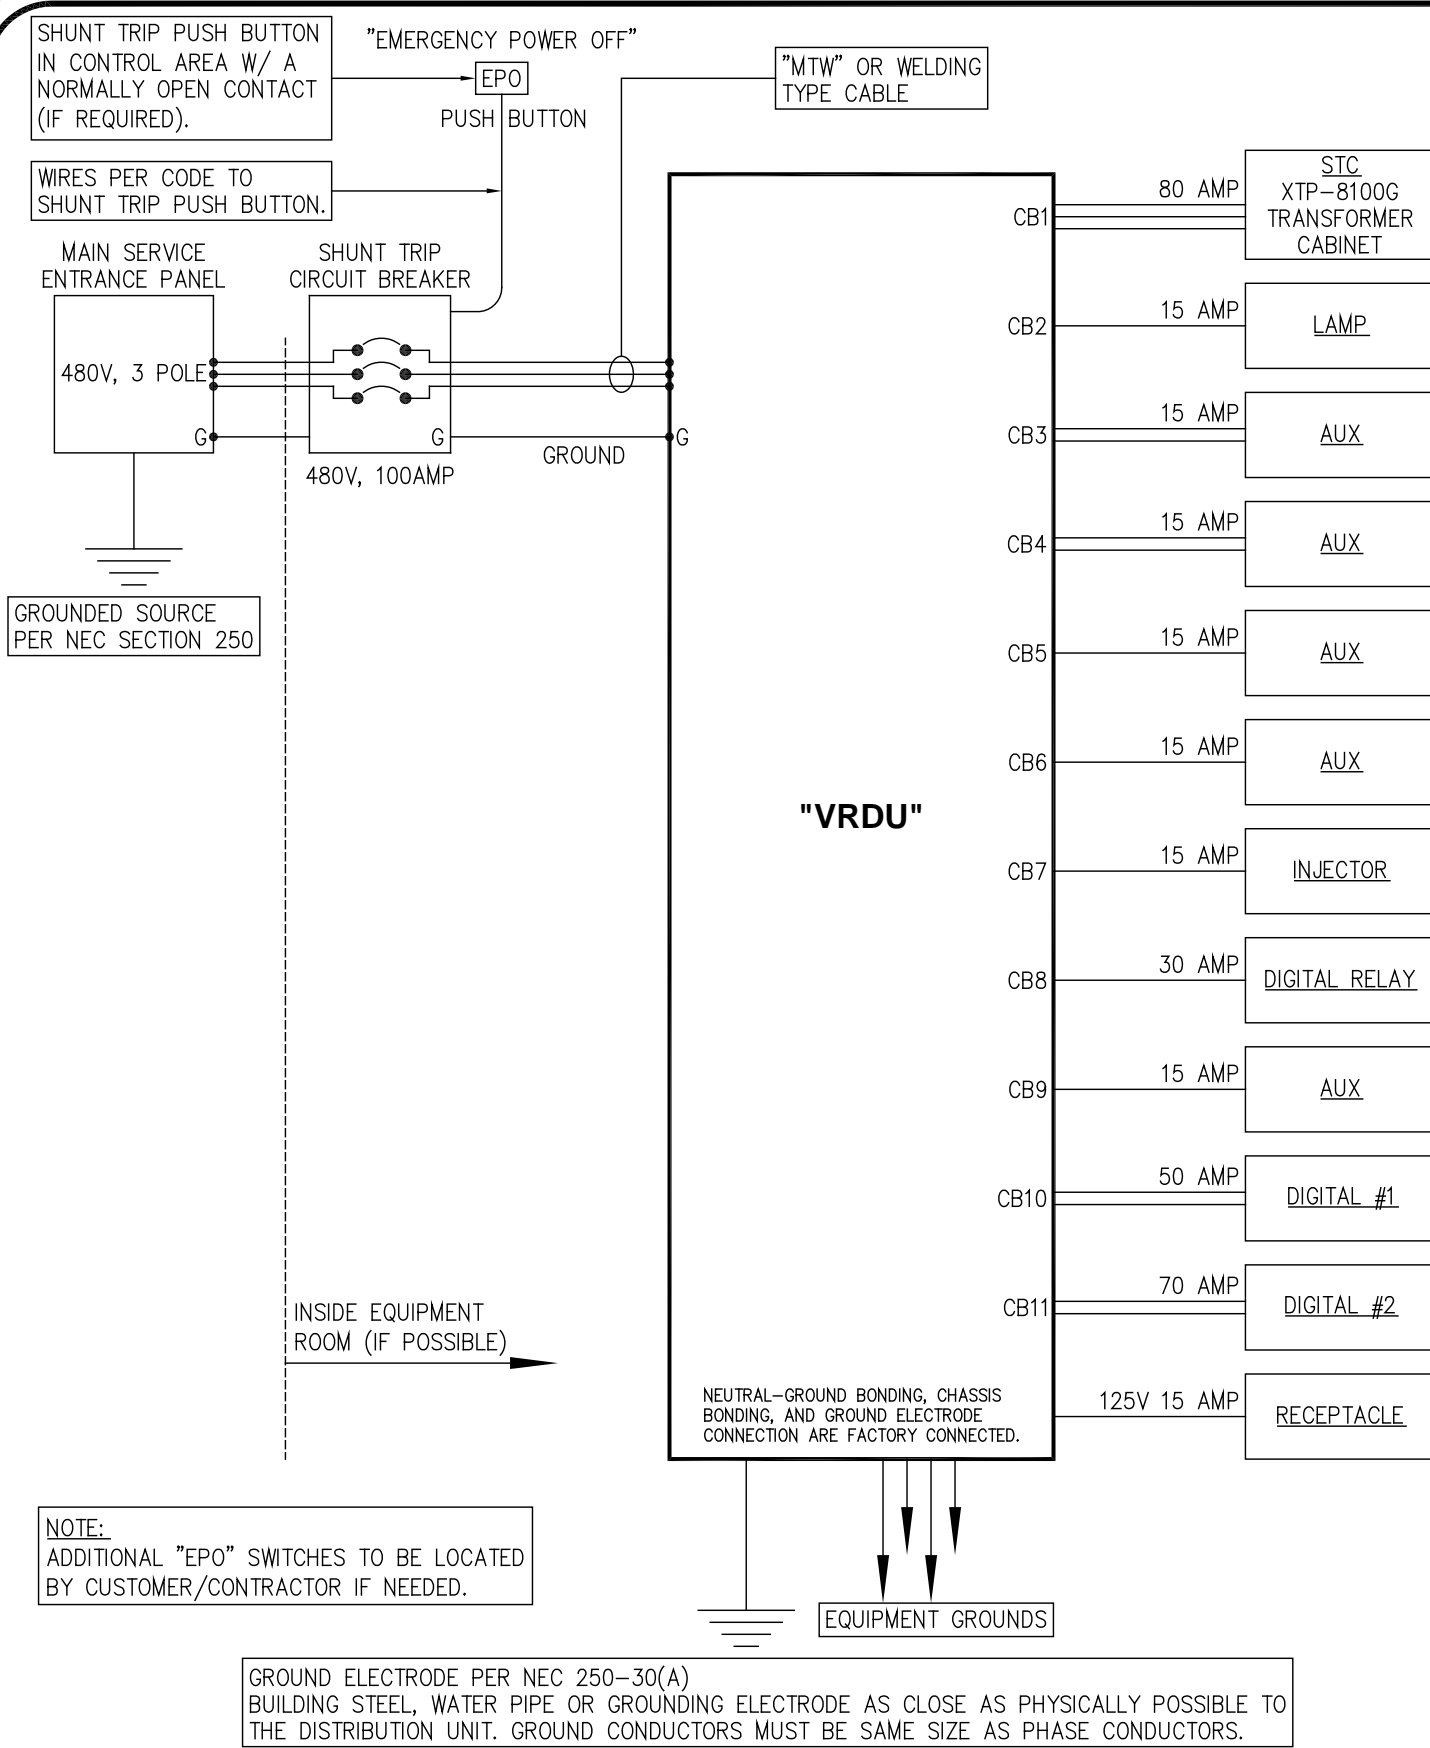 SHUNT TRIP PUSH BUTTON
IN CONTROL AREA W/ A
NORMALLY OPEN CONTACT
(IF REQUIRED).
"EMERGENCY POWER OFF"
EPO
PUSH BUTTON
"MTW" OR WELDING
TYPE CABLE
WIRES PER CODE TO
SHUNT TRIP PUSH BUTTON.
MAIN SERVICE
ENTRANCE PANEL
480V, 3 POLE
G
SHUNT TRIP
CIRCUIT BREAKER
G
480V, 100AMP
GROUND
G
GROUNDED SOURCE
PER NEC SECTION 250
"VRDU"
CB1
80 AMP
STC
XTP-8100G
TRANSFORMER
CABINET
CB2
15 AMP
LAMP
CB3
15 AMP
AUX
CB4
15 AMP
AUX
CB5
15 AMP
AUX
CB6
15 AMP
AUX
CB7
15 AMP
INJECTOR
CB8
30 AMP
DIGITAL RELAY
CB9
15 AMP
AUX
CB10
50 AMP
DIGITAL #1
CB11
70 AMP
DIGITAL #2
125V 15 AMP
RECEPTACLE
INSIDE EQUIPMENT
ROOM (IF POSSIBLE)
NEUTRAL-GROUND BONDING, CHASSIS
BONDING, AND GROUND ELECTRODE
CONNECTION ARE FACTORY CONNECTED.
NOTE:
ADDITIONAL "EPO" SWITCHES TO BE LOCATED
BY CUSTOMER/CONTRACTOR IF NEEDED.
EQUIPMENT GROUNDS
GROUND ELECTRODE PER NEC 250-30(A)
BUILDING STEEL, WATER PIPE OR GROUNDING ELECTRODE AS CLOSE AS PHYSICALLY POSSIBLE TO
THE DISTRIBUTION UNIT. GROUND CONDUCTORS MUST BE SAME SIZE AS PHASE CONDUCTORS.